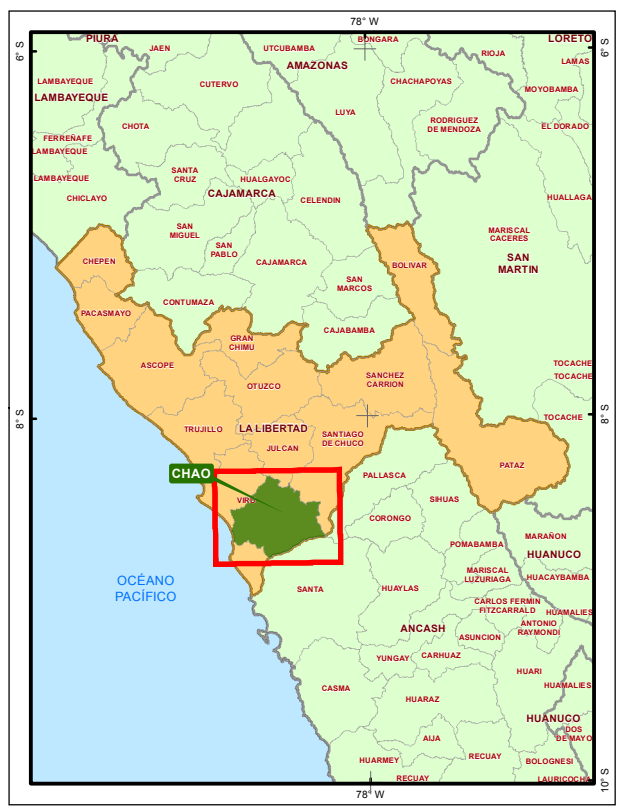 78° W
6° S
6° S
PIURA
JAEN
UTCUBAMBA
BONGARA
RIOJA
LORETO
LAMAS
AMAZONAS
LAMBAYEQUE
CUTERVO
CHACHAPOYAS
MOYOBAMBA
LAMBAYEQUE
LUYA
RODRIGUEZ
DE MENDOZA
CHOTA
EL DORADO
FERREÑAFE
LAMBAYEQUE
SANTA
CRUZ
HUALGAYOC
LAMBAYEQUE
CAJAMARCA
CELENDIN
CHICLAYO
HUALLAGA
SAN
MIGUEL
MARISCAL
CACERES
SAN
PABLO
SAN
MARTIN
CHEPEN
CAJAMARCA
BOLIVAR
SAN
MARCOS
CONTUMAZA
PACASMAYO
CAJABAMBA
GRAN
CHIMU
ASCOPE
TOCACHE
TOCACHE
SANCHEZ
CARRION
OTUZCO
8° S
8° S
TOCACHE
TRUJILLO
LA LIBERTAD
SANTIAGO
DE CHUCO
JULCAN
PATAZ
CHAO
PALLASCA
VIRU
SIHUAS
CORONGO
MARAÑON
POMABAMBA
HUANUCO
OCÉANO
PACÍFICO
MARISCAL
LUZURIAGA
HUACAYBAMBA
SANTA
HUAYLAS
CARLOS FERMIN
FITZCARRALD
HUAMALIES
ANTONIO
RAYMONDI
ANCASH
ASUNCION
YUNGAY
CARHUAZ
HUARI
HUAMALIES
CASMA
HUARAZ
HUANUCO
DOS
DE MAYO
AIJA
HUARMEY
RECUAY
BOLOGNESI
RECUAY
LAURICOCHA
10° S
78° W